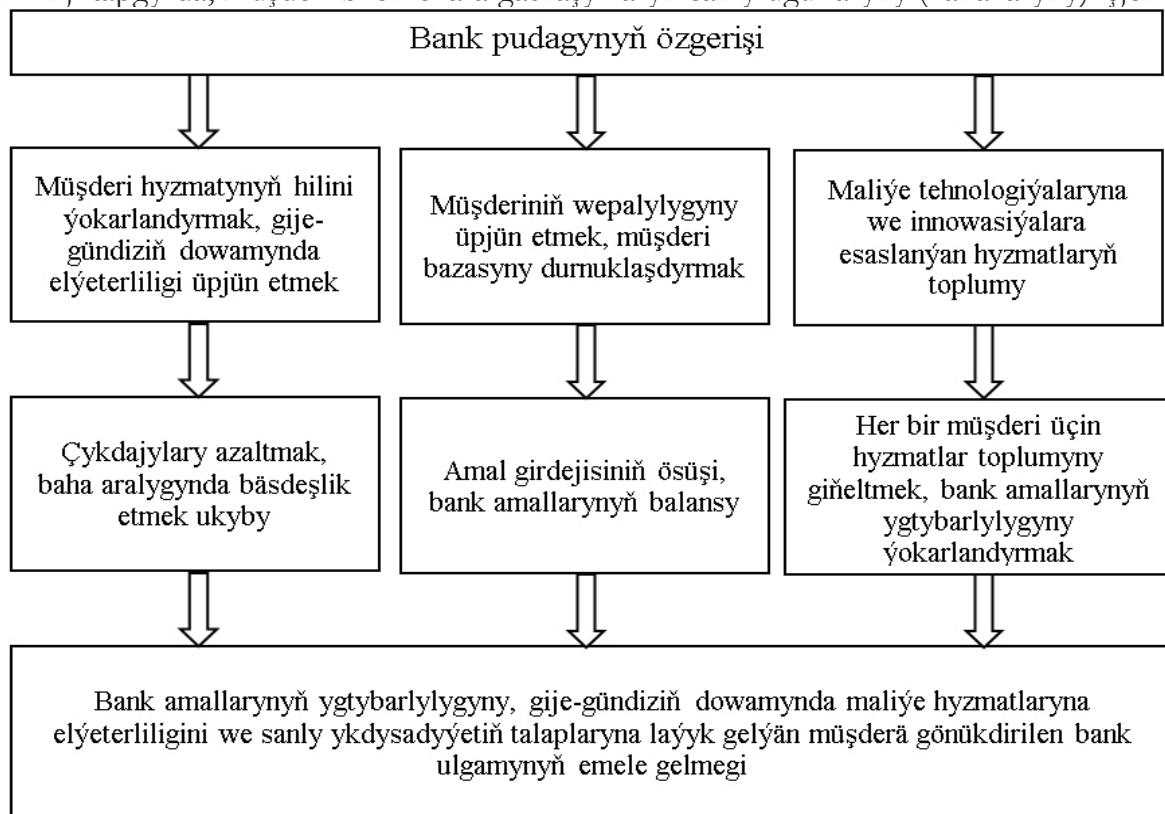 Bank pudagynyň özgerişi
Müşderi hyzmatynyň hilini
ýokarlandyrmak, gije-
gündiziň dowamynda
elýeterliligi üpjün etmek
Müşderiniň wepalylygyny
üpjün etmek, müşderi
bazasyny durnuklaşdyrmak
Maliýe tehnologiýalaryna
we innowasiýalara
esaslanýan hyzmatlaryň
toplumy
Çykdajylary azaltmak,
baha aralygynda bäsdeşlik
etmek ukyby
Amal girdejisiniň ösüşi,
bank amallarynyň balansy
Her bir müşderi üçin
hyzmatlar toplumyny
giňeltmek, bank amallarynyň
ygtybarlylygyny
ýokarlandyrmak
Bank amallarynyň ygtybarlylygyny, gije-gündiziň dowamynda maliýe hyzmatlaryna
elýeterliligini we sanly ykdysadyýetiň talaplaryna laýyk gelýän müşderä gönükdirilen bank
ulgamynyň emele gelmegi